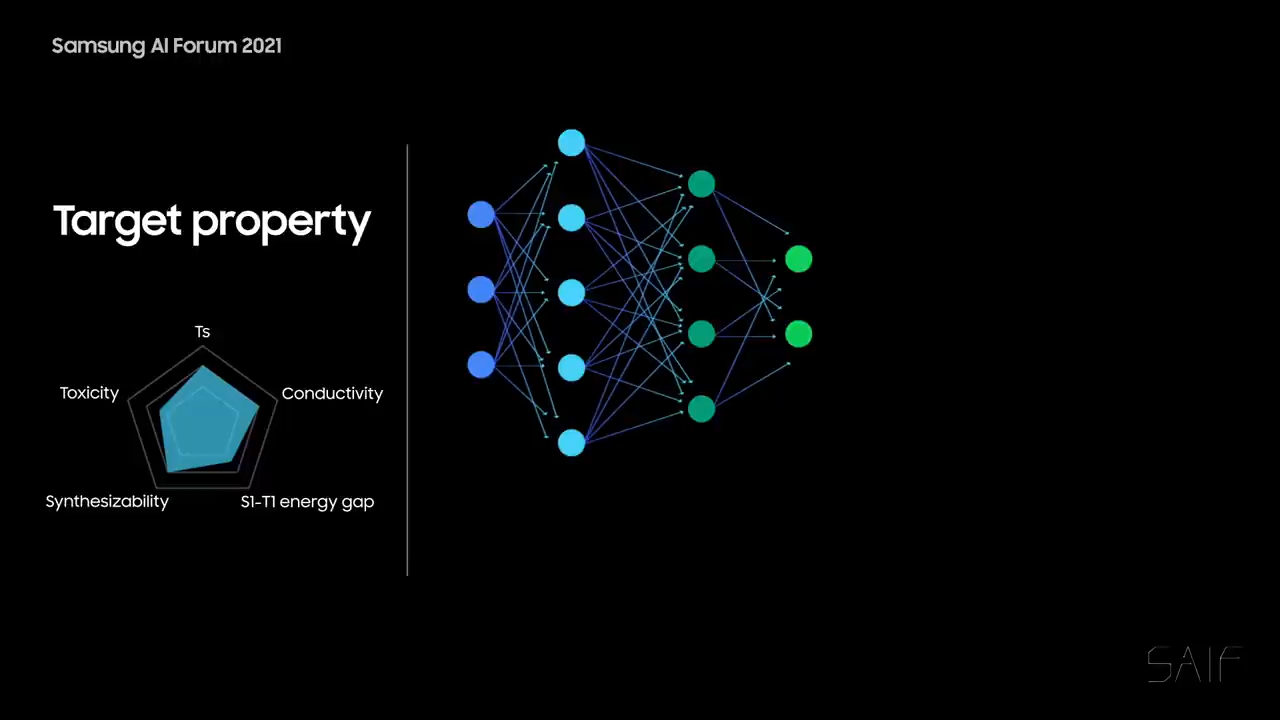 Samsung AI Forum 2021
Target property
Ts
Toxicity
Conductivity
Synthesizability
S1-T1 energy gap
SAIF